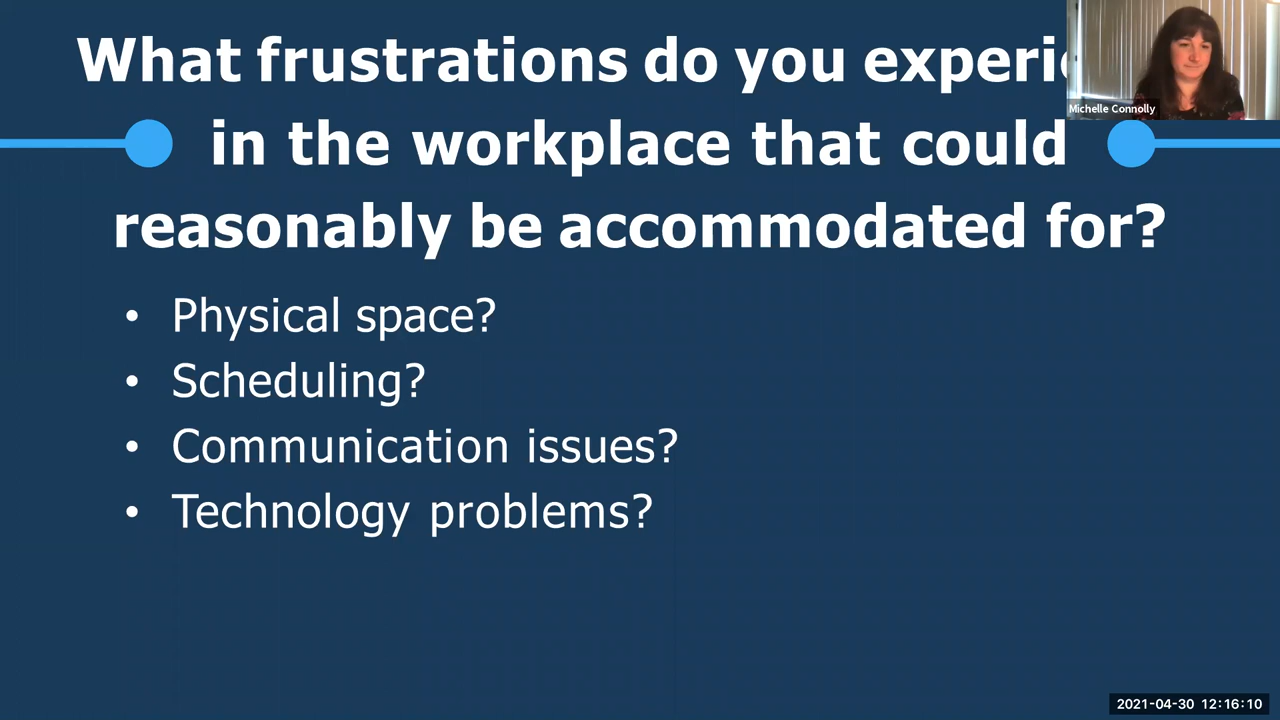 What frustrations do you experi
Michelle Connolly
in the workplace that could
reasonably be accommodated for?
• Physical space?
• Scheduling?
• Communication issues?
• Technology problems?
2021-04-30 12:16:10